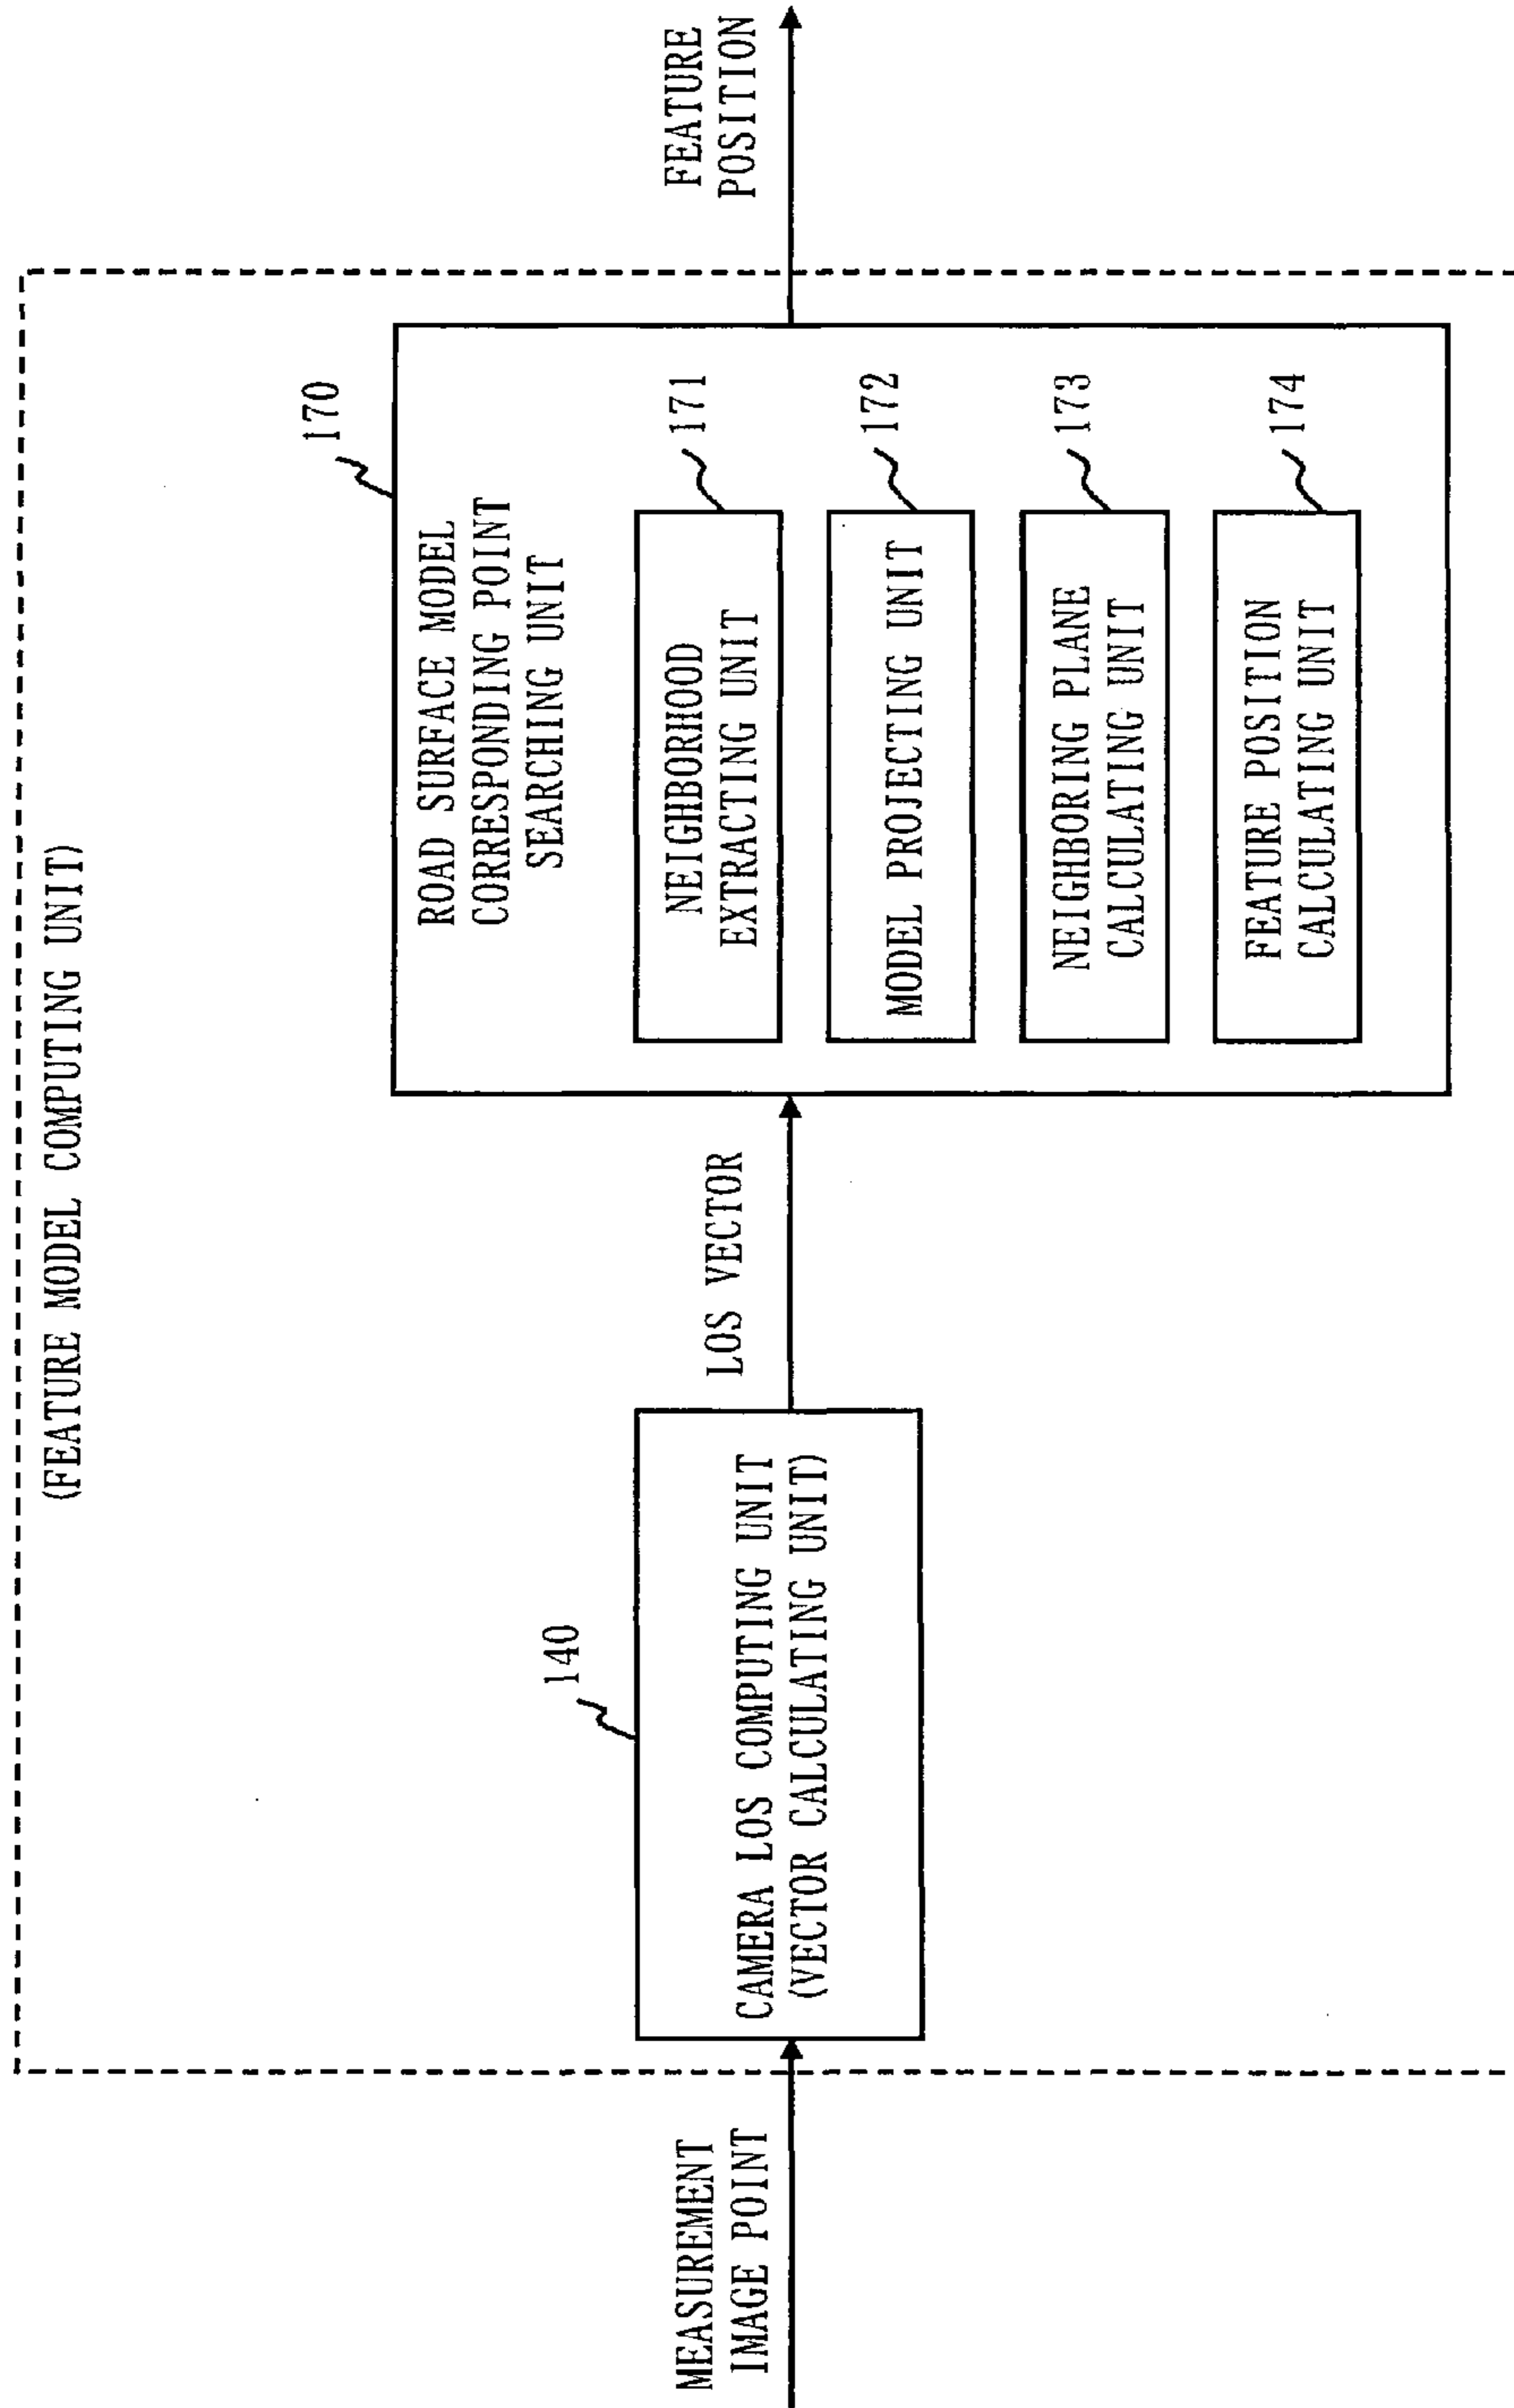 (FEATURE MODEL COMPUTING UNIT)
MEASUREMENT
IMAGE POINT
140
CAMERA LOS COMPUTING UNIT
(VECTOR CALCULATING UNIT)
LOS VECTOR
170
ROAD SURFACE MODEL
CORRESPONDING POINT
SEARCHING UNIT
NEIGHBORHOOD
EXTRACTING UNIT
171
MODEL PROJECTING UNIT
172
NEIGHBORING PLANE
CALCULATING UNIT
173
FEATURE POSITION
CALCULATING UNIT
174
FEATURE
POSITION